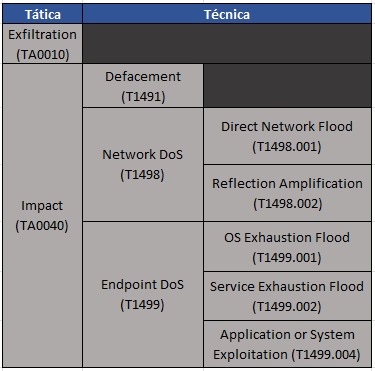 Tática Técnica
Exfiltration
(TA0010)
Impact
(TA0040)
Defacement
(T1491)
Network DoS
(T1498)
Direct Network Flood
(T1498.001)
Reflection Amplification
(T1498.002)
Endpoint DoS
(T1499)
OS Exhaustion Flood
(T1499.001)
Service Exhaustion Flood
(T1499.002)
Application or System
Exploitation (T1499.004)